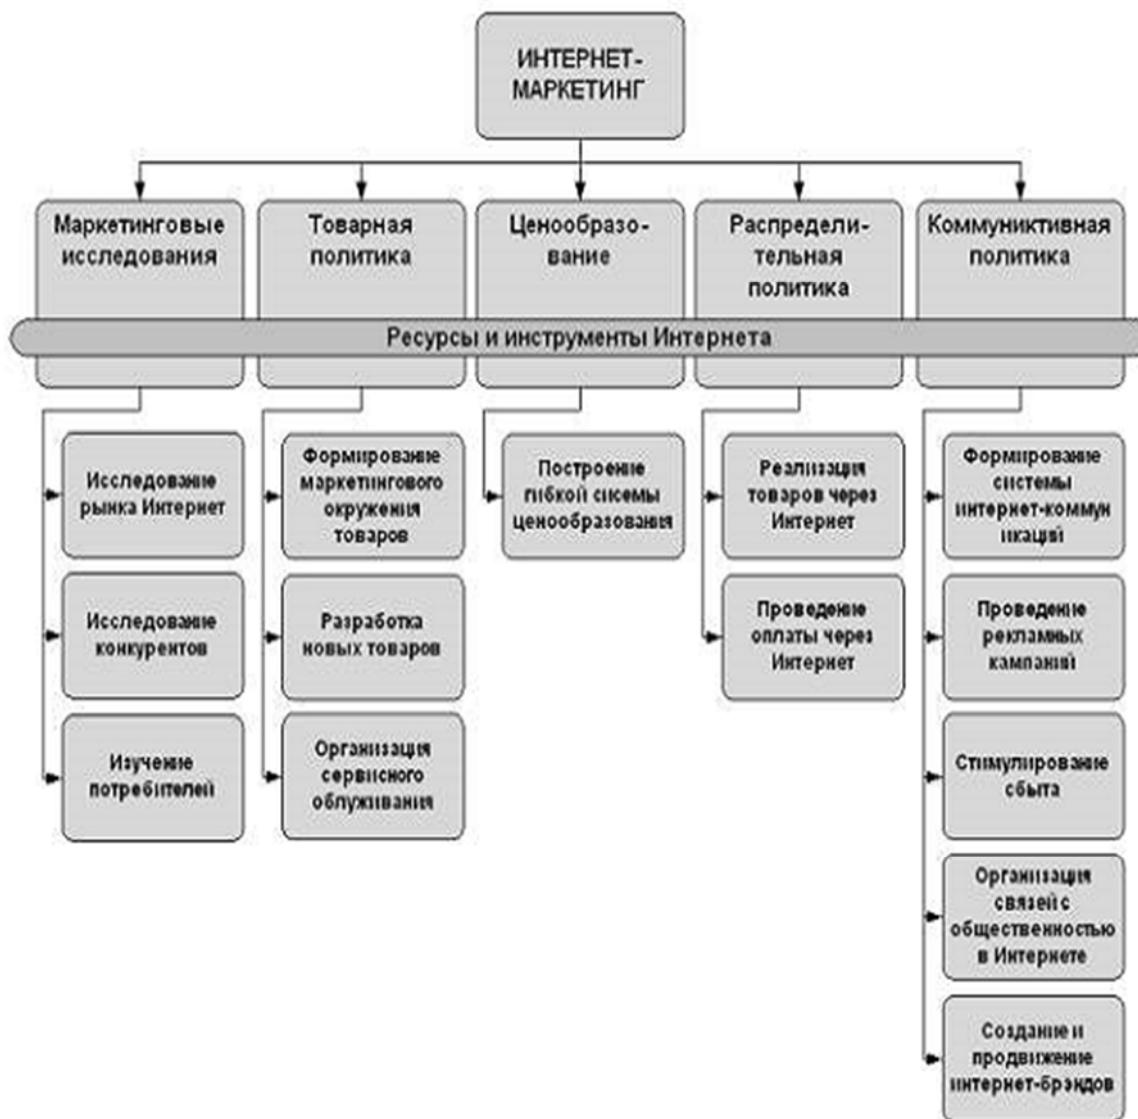 ИНТЕРНЕТ-
МАРКЕТИНГ
Маркетинговые
исследования
Товарная
политика
Ценообразо-
вание
Распредели-
тельная
политика
Коммуниктивная
политика
Ресурсы и инструменты Интернета
Исследование
рынка Интернет
Исследование
конкурентов
Изучение
потребителей
Формирование
маркетингового
окружения
товаров
Разработка
новых товаров
Организация
сервисного
облуживания
Построение
гибкой сисемы
ценообразования
Реализация
товаров через
Интернет
Проведение
оплаты через
Интернет
Формирование
системы
интернет-коммун
икаций
Проведение
рекламных
кампаний
Стимулирование
сбыта
Организация
связей с
общественностью
в Интернете
Создание и
продвижение
интернет-брэндов